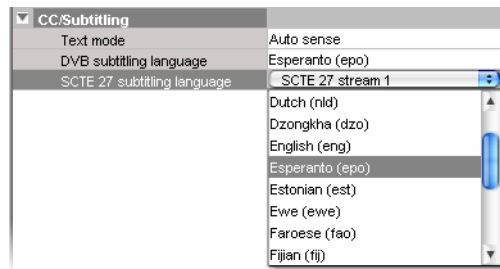 CC/Subtitling
Text mode Auto sense
DVB subtitling language Esperanto (epo)
SCTE 27 subtitling language SCTE 27 stream 1
Dutch (nld)
Dzongkha (dzo)
English (eng)
Esperanto (epo)
Estonian (est)
Ewe (ewe)
Faroese (fao)
Fijian (fij)